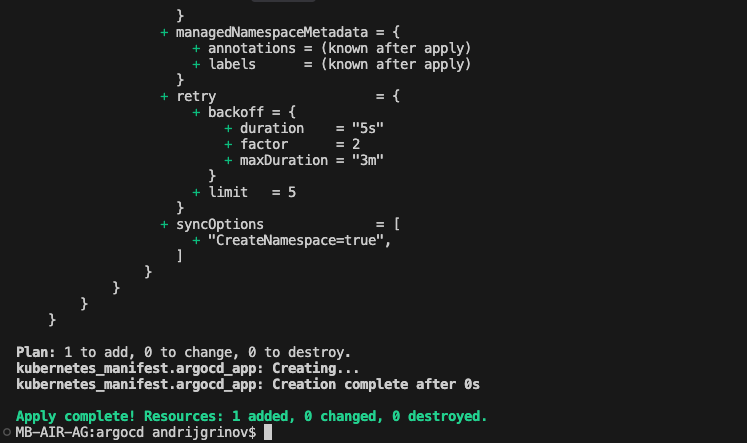 }
+ managedNamespaceMetadata = {
+ annotations = (known after apply)
+ labels      = (known after apply)
}
+ retry                    = {
+ backoff = {
+ duration    = "5s"
+ factor      = 2
+ maxDuration = "3m"
}
+ limit   = 5
}
+ syncOptions              = [
+ "CreateNamespace=true",
]
}
}
}
}
Plan: 1 to add, 0 to change, 0 to destroy.
kubernetes_manifest.argocd_app: Creating...
kubernetes_manifest.argocd_app: Creation complete after 0s
Apply complete! Resources: 1 added, 0 changed, 0 destroyed.
MB-AIR-AG:argocd andrijgrinov$